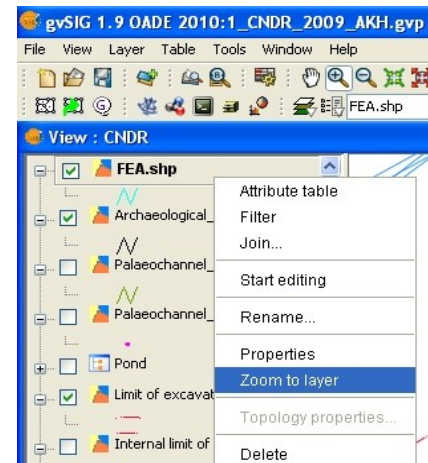 gvSIG 1.9 OADE 2010:1_CNDR_2009_AKH.gvp
File View Layer Table Tools Window Help
FEA.shp
View : CNDR
FEA.shp
Archaeological_
Palaeochannel_
Palaeochannel_
Pond
Limit of excavat
Internal limit of
Attribute table
Filter
Join...
Start editing
Rename...
Properties
Zoom to layer
Topology properties...
Delete